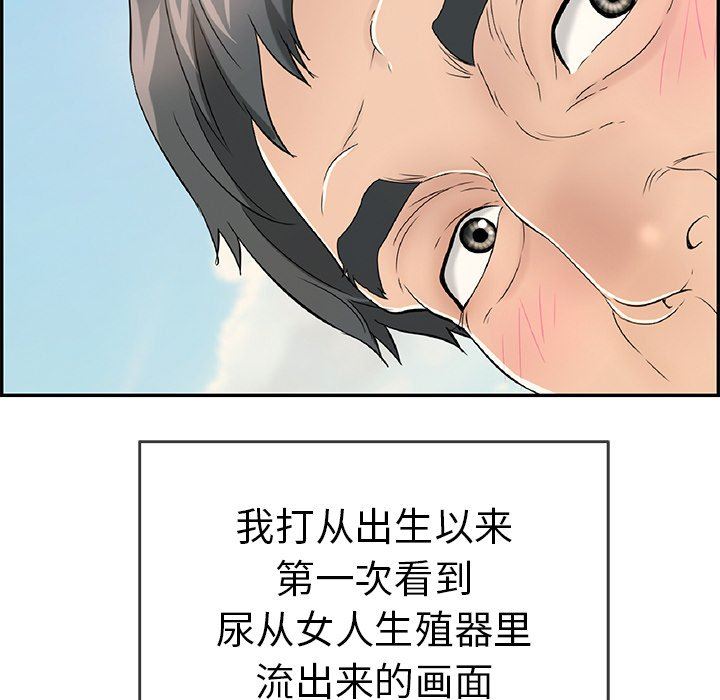 我打从出生以来
第一次看到
尿从女人生殖器里
流出来的画面